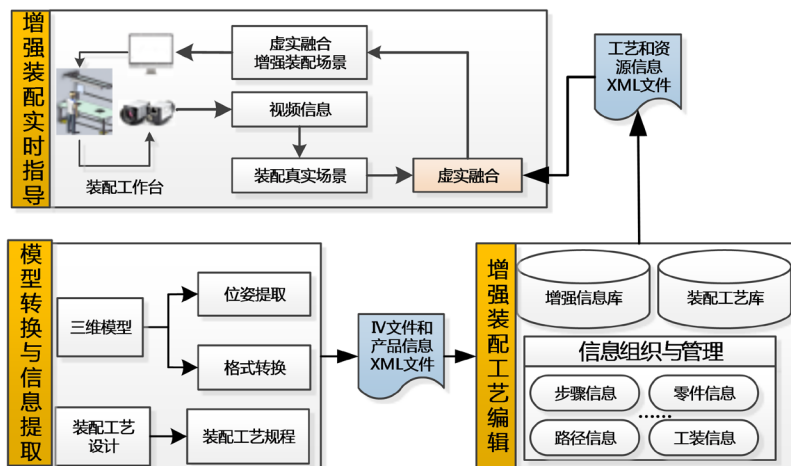 增强装配实时指导
虚实融合
增强装配场景
视频信息
装配真实场景
虚实融合
装配工作台
工艺和资
源信息
XML文件
模型转换与信息提取
三维模型
位姿提取
格式转换
装配工艺
设计
装配工艺规程
IV文件和
产品信息
XML文件
增强装配工艺编辑
增强信息库
装配工艺库
信息组织与管理
步骤信息
零件信息
......
路径信息
工装信息